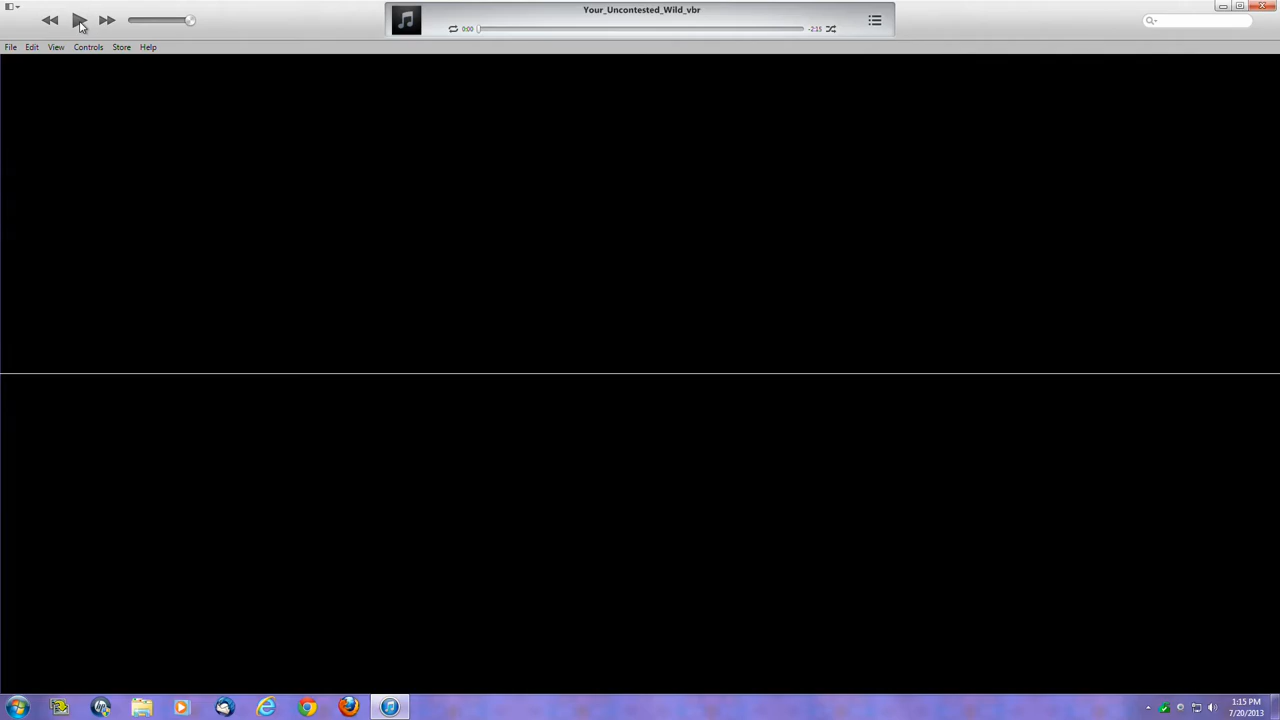 Your_Uncontested_Wild_vbr
0:00 -2:15
File Edit View Controls Store Help
1:15 PM
7/20/2013